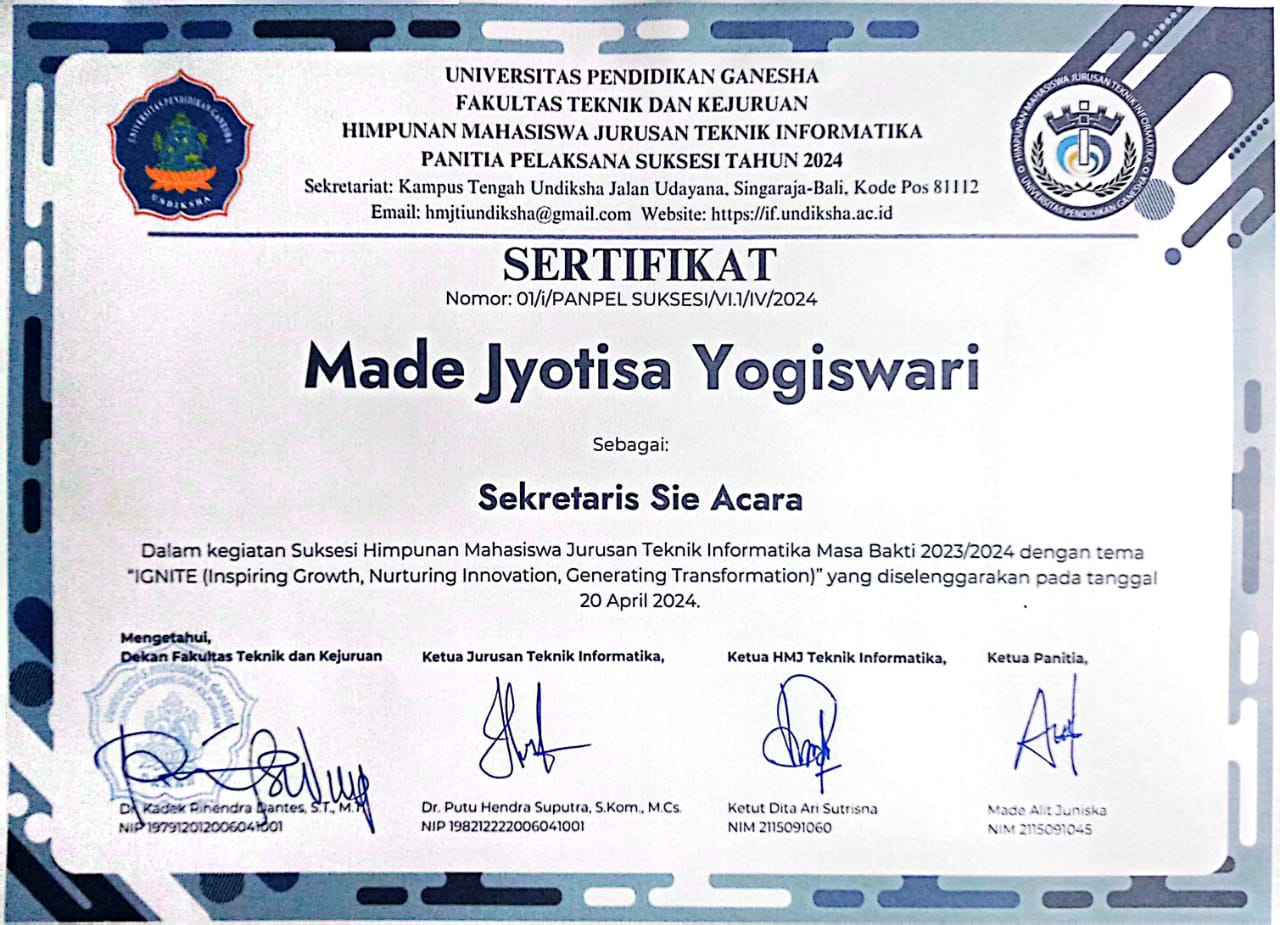 UNIVERSITAS PENDIDIKAN GANESHA
FAKULTAS TEKNIK DAN KEJURUAN
HIMPUNAN MAHASISWA JURUSAN TEKNIK INFORMATIKA
PANITIA PELAKSANA SUKSESI TAHUN 2024
Sekretariat: Kampus Tengah Undiksha Jalan Udayana, Singaraja-Bali, Kode Pos 81112
Email: hmjtiundiksha@gmail.com Website: https://if.undiksha.ac.id
UNIVERSITAS PENDIDIKAN GANESHA
UNDIKSHA
HIMPUNAN MAHASISWA JURUSAN TEKNIK INFORMATIKA
UNIVERSITAS PENDIDIKAN GANESHA
SERTIFIKAT
Nomor: 01/i/PANPEL SUKSESI/VI.1/IV/2024
Made Jyotisa Yogiswari
Sebagai:
Sekretaris Sie Acara
Dalam kegiatan Suksesi Himpunan Mahasiswa Jurusan Teknik Informatika Masa Bakti 2023/2024 dengan tema
"IGNITE (Inspiring Growth, Nurturing Innovation, Generating Transformation)" yang diselenggarakan pada tanggal
20 April 2024.
Mengetahui,
Dekan Fakultas Teknik dan Kejuruan
Dr. Kadek Rihendra Dantes, S.T., M.T.
NIP 197912012006041001
Ketua Jurusan Teknik Informatika,
Dr. Putu Hendra Suputra, S.Kom., M.Cs.
NIP 198212222006041001
Ketua HMJ Teknik Informatika,
Ketut Dita Ari Sutrisna
NIM 2115091060
Ketua Panitia,
Made Alit Juniska
NIM 2115091045